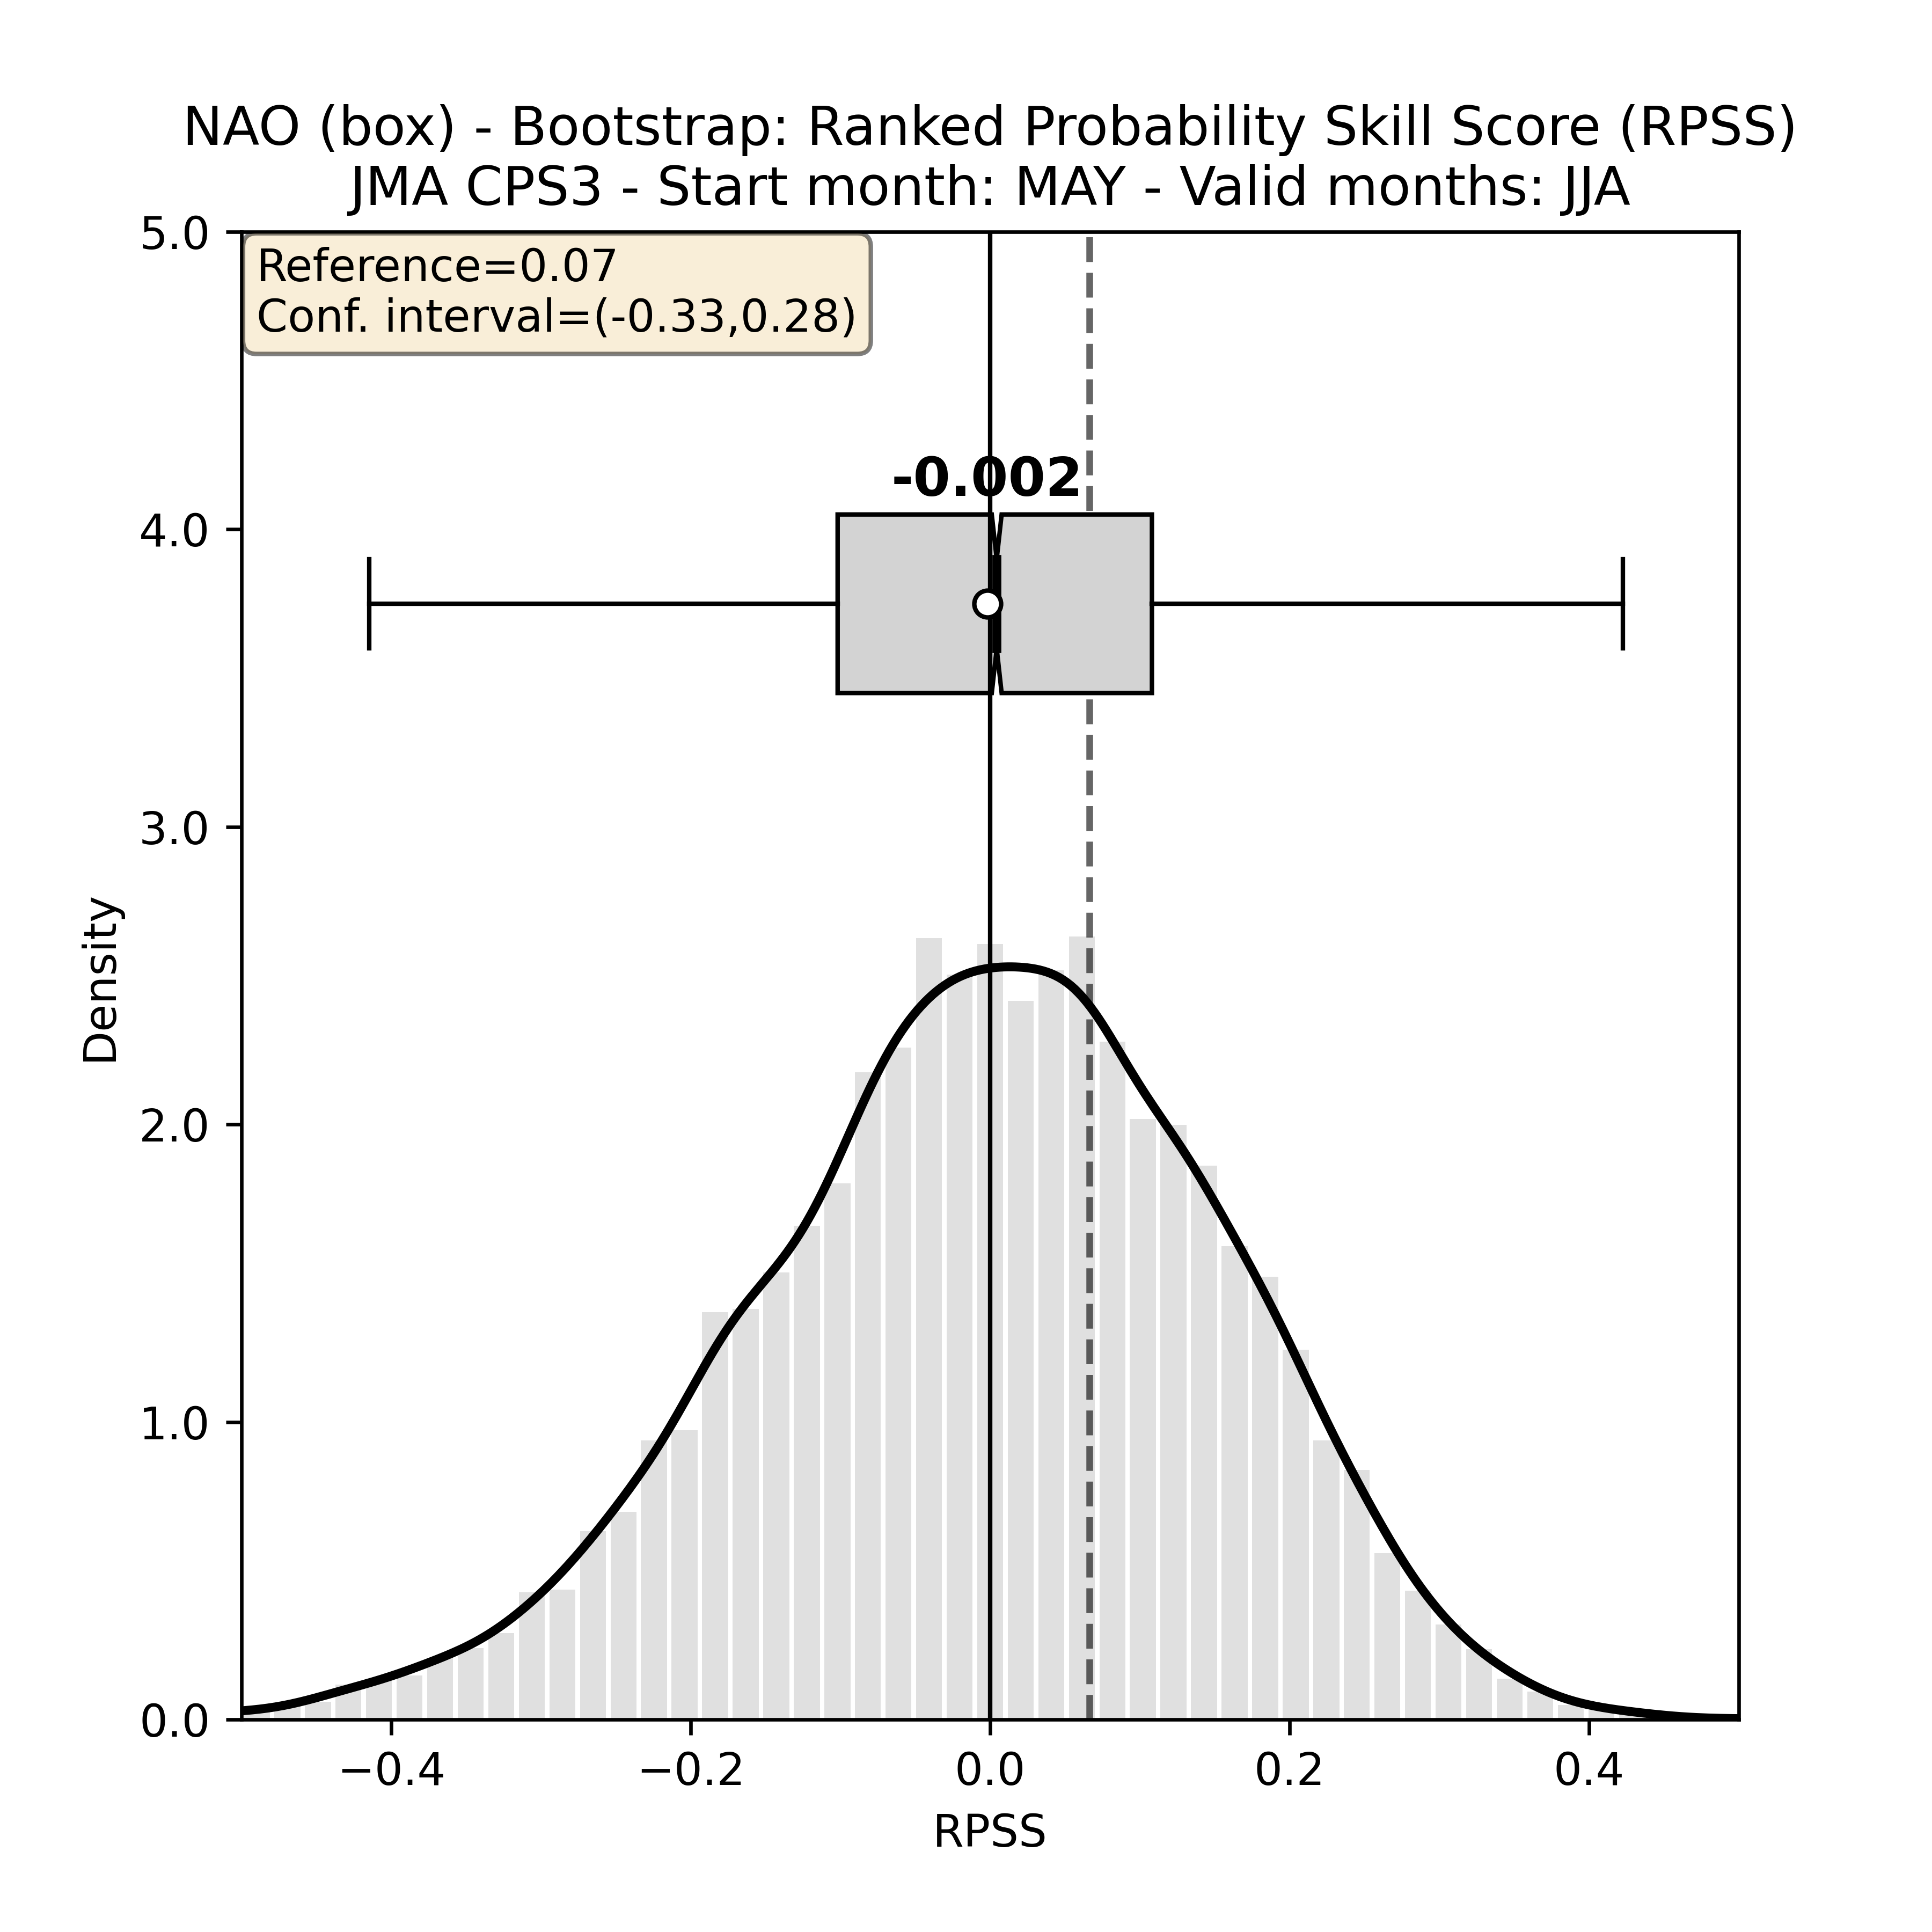 NAO (box) - Bootstrap: Ranked Probability Skill Score (RPSS)
JMA CPS3 - Start month: MAY - Valid months: JJA
Reference=0.07
Conf. interval=(-0.33,0.28)
-0.002
5.0
4.0
3.0
2.0
1.0
0.0
Density
−0.4
−0.2
0.0
0.2
0.4
RPSS